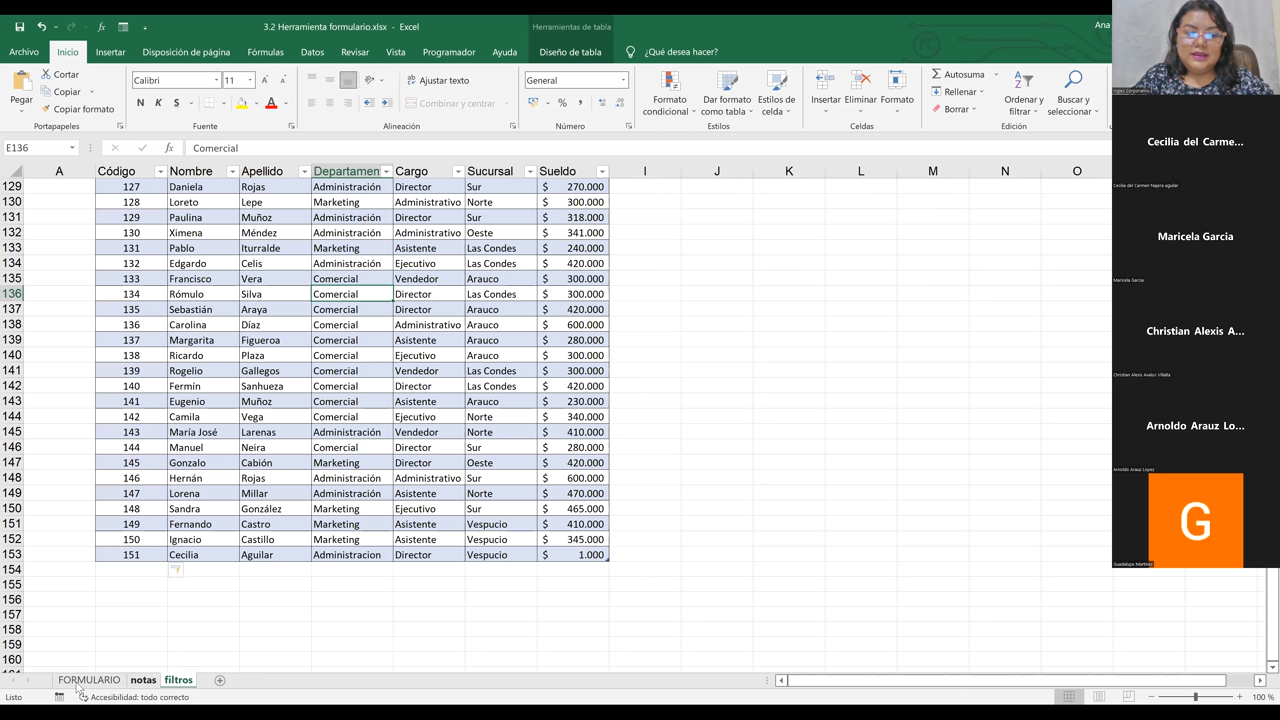 3.2 Herramienta formulario.xlsx - Excel
Herramientas de tabla
Ana
Archivo Inicio Insertar Disposición de página Fórmulas Datos Revisar Vista Programador Ayuda Diseño de tabla ¿Qué desea hacer?
Pegar
Cortar
Copiar
Copiar formato
Portapapeles
Calibri 11
N K S
Fuente
Ajustar texto
Combinar y centrar
Alineación
General
Número
Formato condicional
Dar formato como tabla
Estilos de celda
Estilos
Insertar Eliminar Formato
Celdas
Autosuma
Rellenar
Borrar
Ordenar y filtrar
Buscar y seleccionar
Edición
E136 fx Comercial
A Código Nombre Apellido Departamen Cargo Sucursal Sueldo I J K L M N O
129 127 Daniela Rojas Administración Director Sur $ 270.000
130 128 Loreto Lepe Marketing Administrativo Norte $ 300.000
131 129 Paulina Muñoz Administración Director Sur $ 318.000
132 130 Ximena Méndez Administración Administrativo Oeste $ 341.000
133 131 Pablo Iturralde Marketing Asistente Las Condes $ 240.000
134 132 Edgardo Celis Administración Ejecutivo Las Condes $ 420.000
135 133 Francisco Vera Comercial Vendedor Arauco $ 300.000
136 134 Rómulo Silva Comercial Director Las Condes $ 300.000
137 135 Sebastián Araya Comercial Director Arauco $ 420.000
138 136 Carolina Díaz Comercial Administrativo Arauco $ 600.000
139 137 Margarita Figueroa Comercial Asistente Arauco $ 280.000
140 138 Ricardo Plaza Comercial Ejecutivo Arauco $ 300.000
141 139 Rogelio Gallegos Comercial Vendedor Las Condes $ 300.000
142 140 Fermín Sanhueza Comercial Director Las Condes $ 420.000
143 141 Eugenio Muñoz Comercial Asistente Arauco $ 230.000
144 142 Camila Vega Comercial Ejecutivo Norte $ 340.000
145 143 María José Larenas Administración Vendedor Norte $ 410.000
146 144 Manuel Neira Comercial Director Sur $ 280.000
147 145 Gonzalo Cabión Marketing Director Oeste $ 420.000
148 146 Hernán Rojas Administración Administrativo Sur $ 600.000
149 147 Lorena Millar Administración Asistente Norte $ 470.000
150 148 Sandra González Marketing Ejecutivo Sur $ 465.000
151 149 Fernando Castro Marketing Asistente Vespucio $ 410.000
152 150 Ignacio Castillo Marketing Asistente Vespucio $ 345.000
153 151 Cecilia Aguilar Administracion Director Vespucio $ 1.000
154
155
156
157
158
159
160
FORMULARIO notas filtros
Listo Accesibilidad: todo correcto 100 %
Cecilia del Carme...
Cecilia del Carmen Najera aguilar
Maricela Garcia
Maricela Garcia
Christian Alexis A...
Christian Alexis Avalos Villalta
Arnoldo Arauz Lo...
Arnoldo Arauz Lopez
G
Guadalupe Martinez